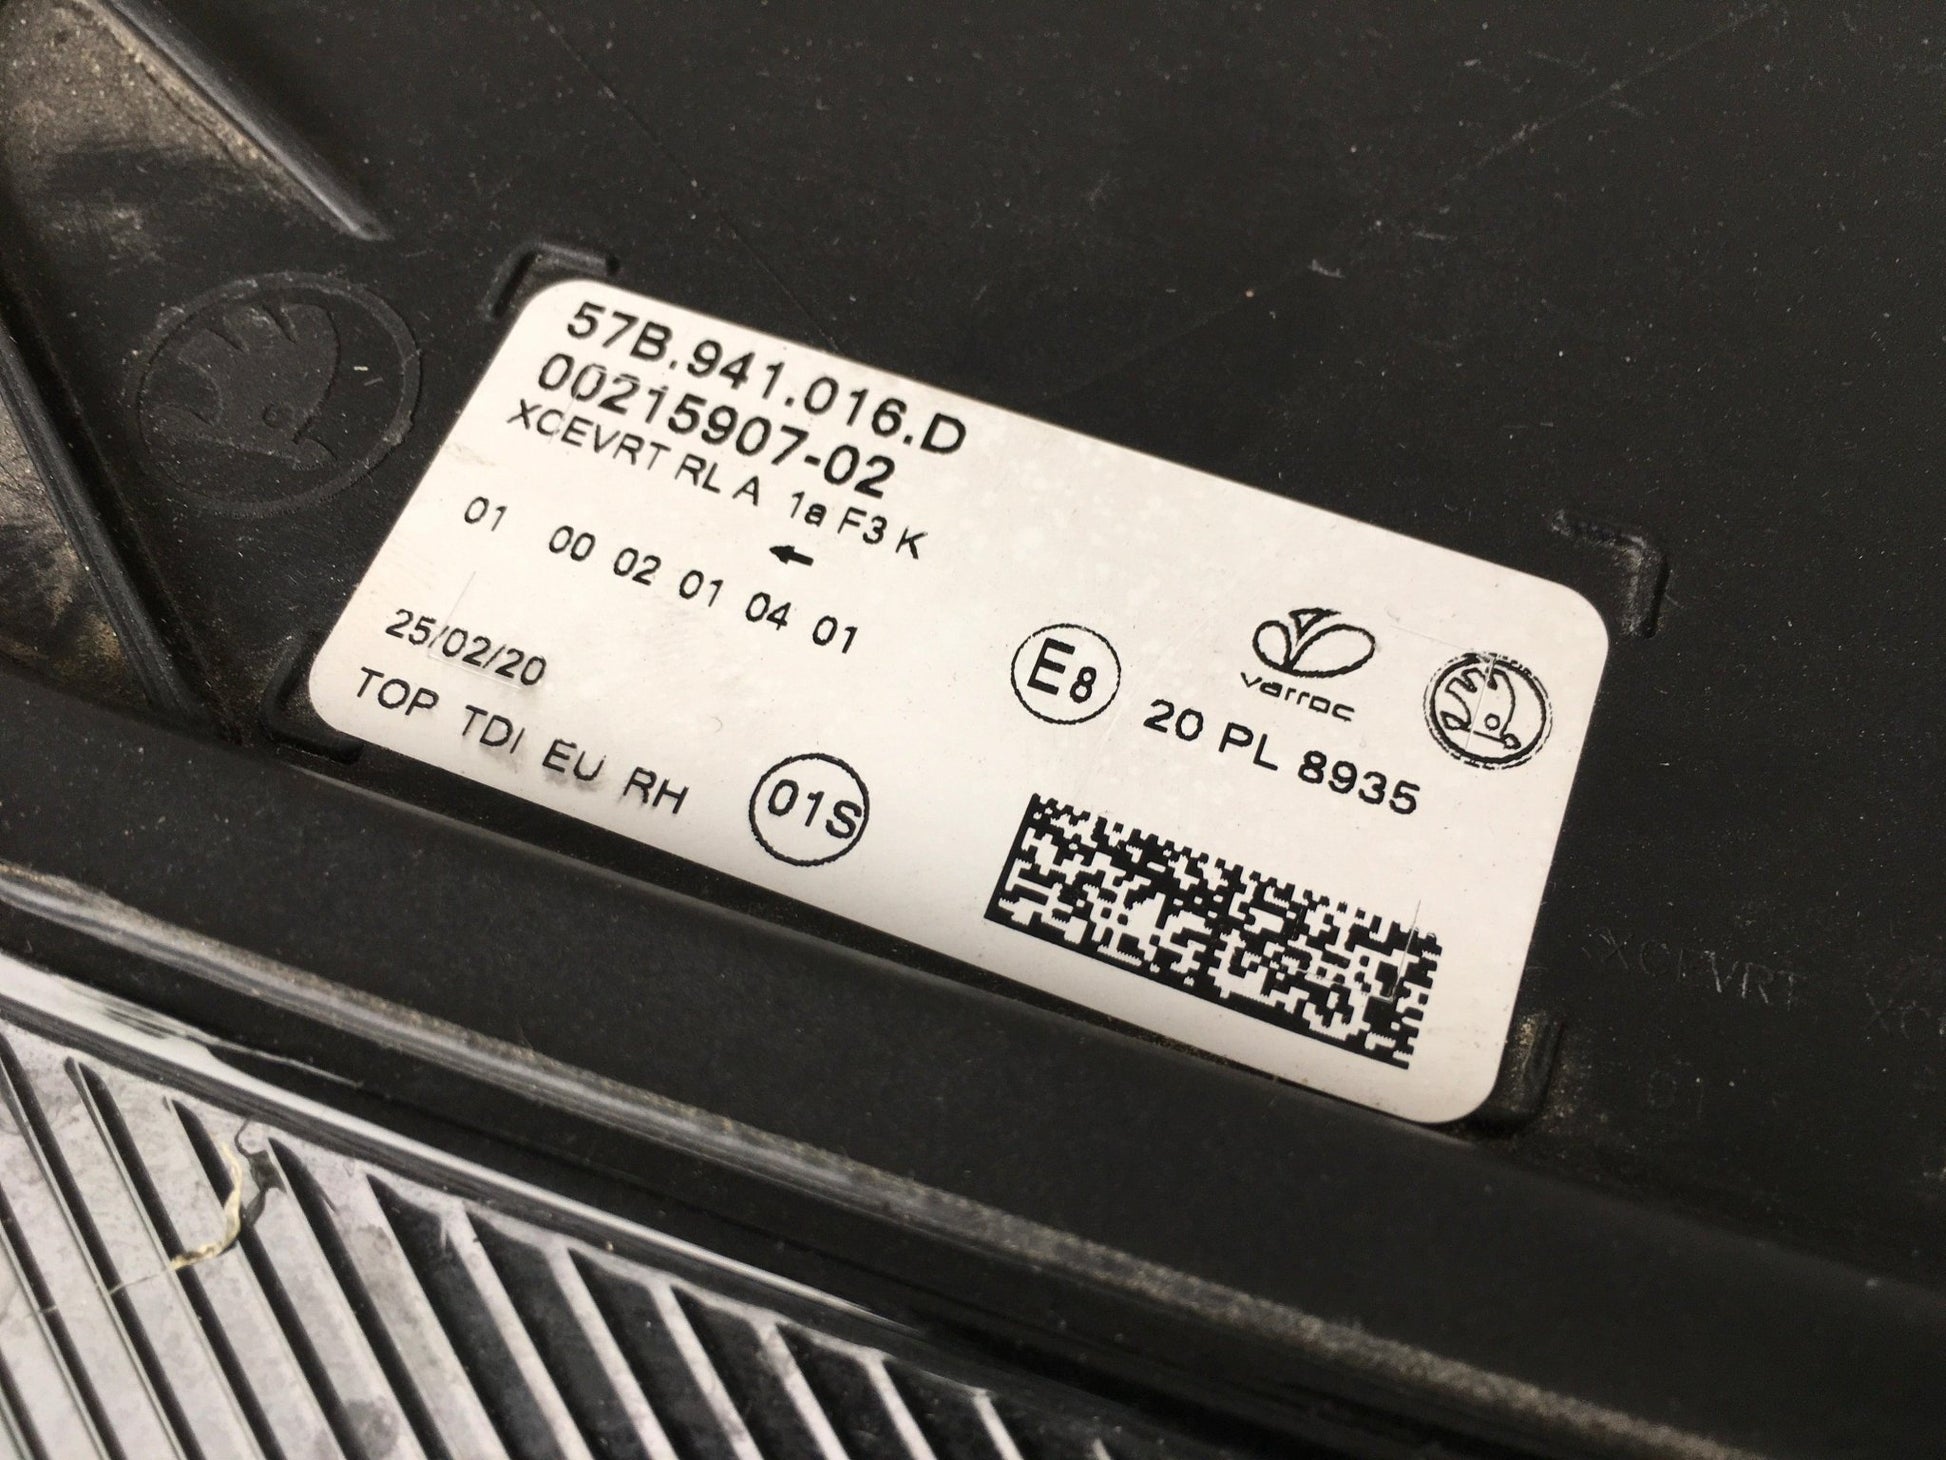 57B.941.016.D
00215907-02
XCEVRT RL A 1a F3 K
01 00 02 01 04 01
25/02/20
TOP TDI EU RH
01S
E8
20 PL 8935
varroc
XCEVRT